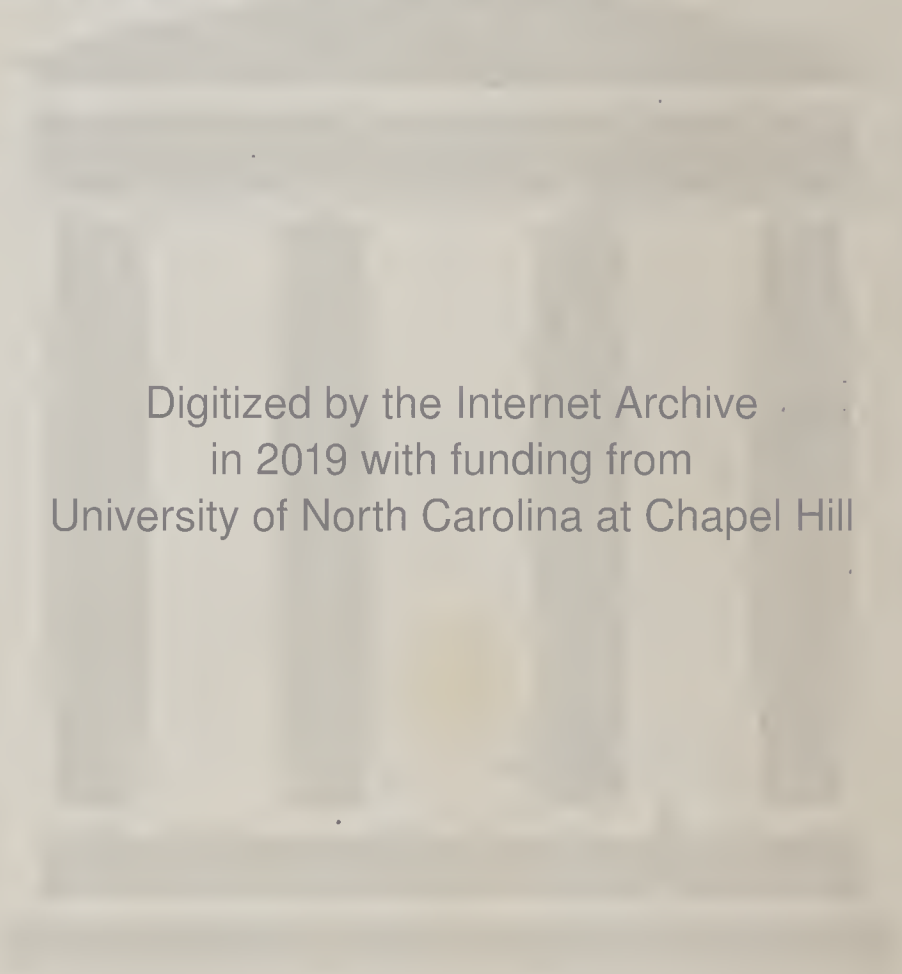 Digitized by the Internet Archive
in 2019 with funding from
University of North Carolina at Chapel Hill